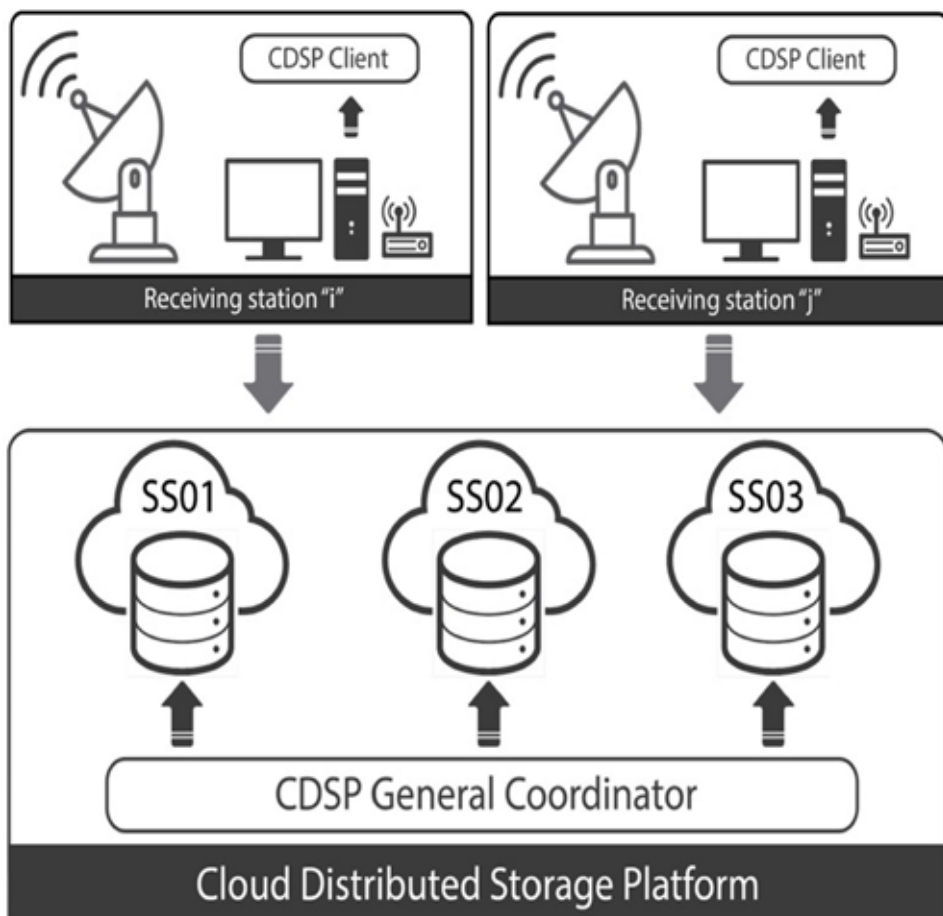 CDSP Client
CDSP Client
Receiving station "i"
Receiving station "j"
SS01
SS02
SS03
CDSP General Coordinator
Cloud Distributed Storage Platform